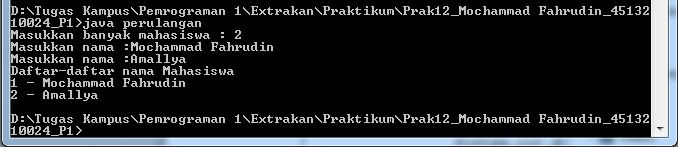 D:\Tugas Kampus\Pemrograman 1\Extrakan\Praktikum\Prak12_Mochammad Fahrudin_45132
10024_P1>java perulangan
Masukkan banyak mahasiswa : 2
Masukkan nama :Mochammad Fahrudin
Masukkan nama :Amallya
Daftar-daftar nama Mahasiswa
1 - Mochammad Fahrudin
2 - Amallya
D:\Tugas Kampus\Pemrograman 1\Extrakan\Praktikum\Prak12_Mochammad Fahrudin_45132
10024_P1>